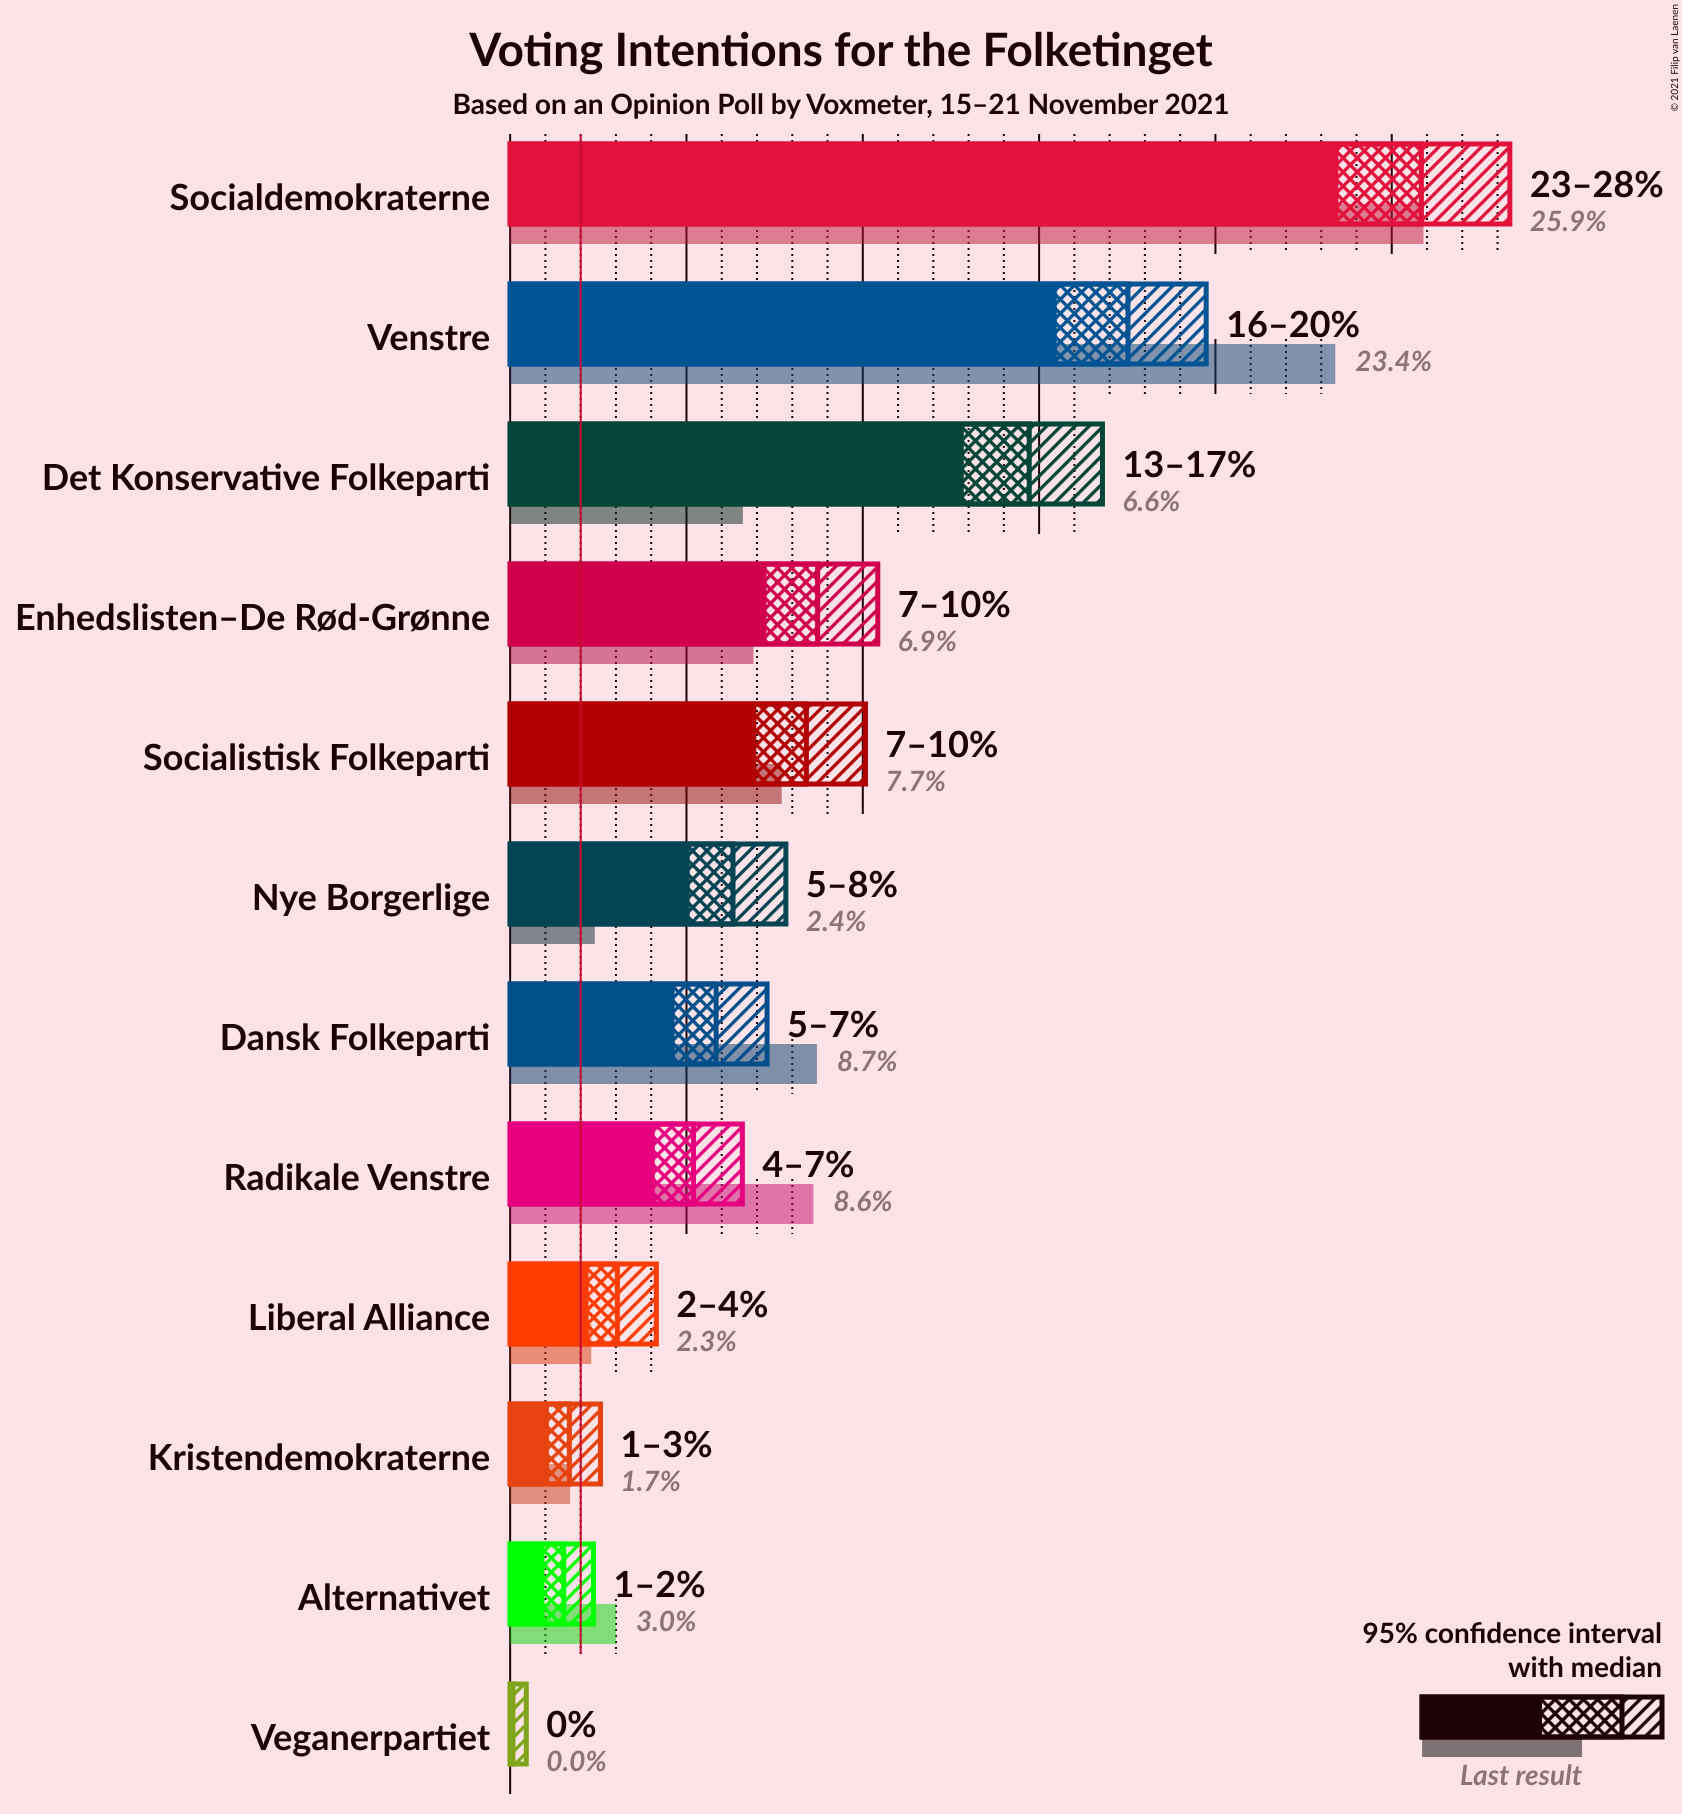 Voting Intentions for the Folketinget
Based on an Opinion Poll by Voxmeter, 15–21 November 2021
© 2021 Filip van Laenen
Socialdemokraterne
23–28%
25.9%
Venstre
16–20%
23.4%
Det Konservative Folkeparti
13–17%
6.6%
Enhedslisten–De Rød-Grønne
7–10%
6.9%
Socialistisk Folkeparti
7–10%
7.7%
Nye Borgerlige
5–8%
2.4%
Dansk Folkeparti
5–7%
8.7%
Radikale Venstre
4–7%
8.6%
Liberal Alliance
2–4%
2.3%
Kristendemokraterne
1–3%
1.7%
Alternativet
1–2%
3.0%
Veganerpartiet
0%
0.0%
95% confidence interval
with median
Last result